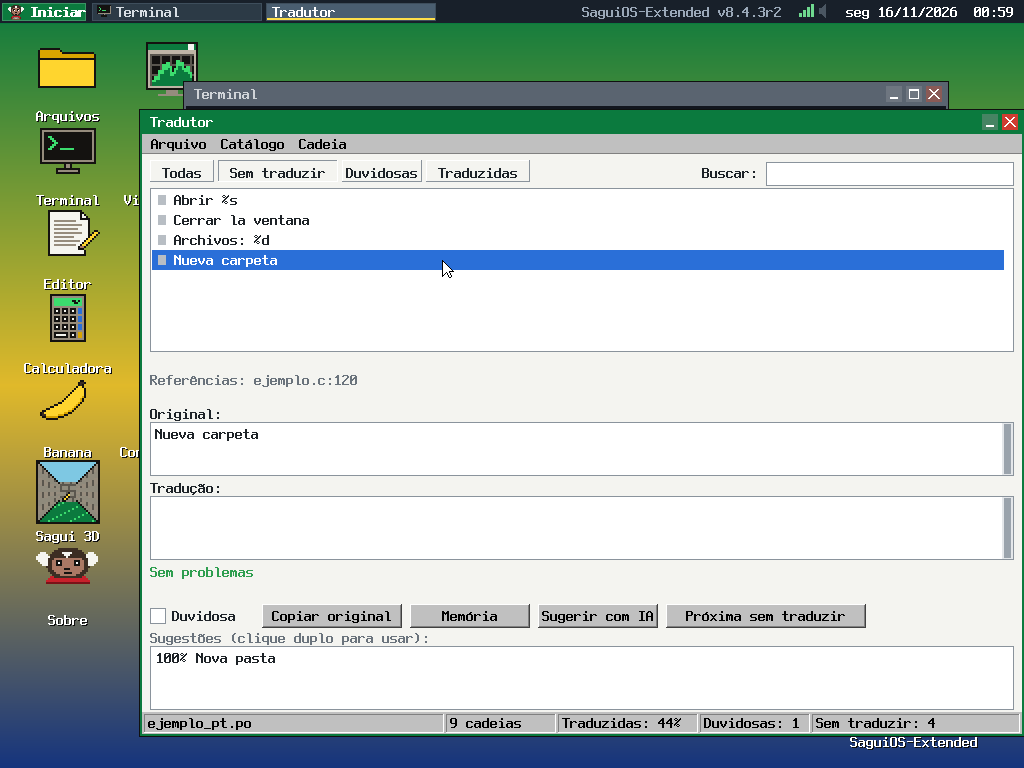 Iniciar Terminal Tradutor SaguiOS-Extended v8.4.3r2 seg 16/11/2026 00:59
Terminal
Tradutor
Arquivo Catálogo Cadeia
Todas Sem traduzir Duvidosas Traduzidas Buscar:
Abrir %s
Cerrar la ventana
Archivos: %d
Nueva carpeta
Referências: ejemplo.c:120
Original:
Nueva carpeta
Tradução:
Sem problemas
Duvidosa Copiar original Memória Sugerir com IA Próxima sem traduzir
Sugestões (clique duplo para usar):
100% Nova pasta
ejemplo_pt.po 9 cadeias Traduzidas: 44% Duvidosas: 1 Sem traduzir: 4
Arquivos
Terminal Vi
Editor
Calculadora
Banana Co
Sagui 3D
Sobre
SaguiOS-Extended